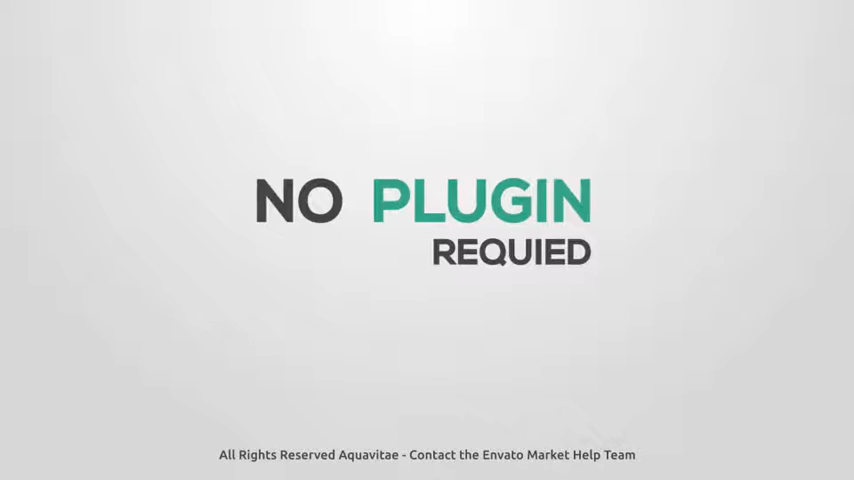 NO PLUGIN
REQUIED
All Rights Reserved Aquavitae - Contact the Envato Market Help Team